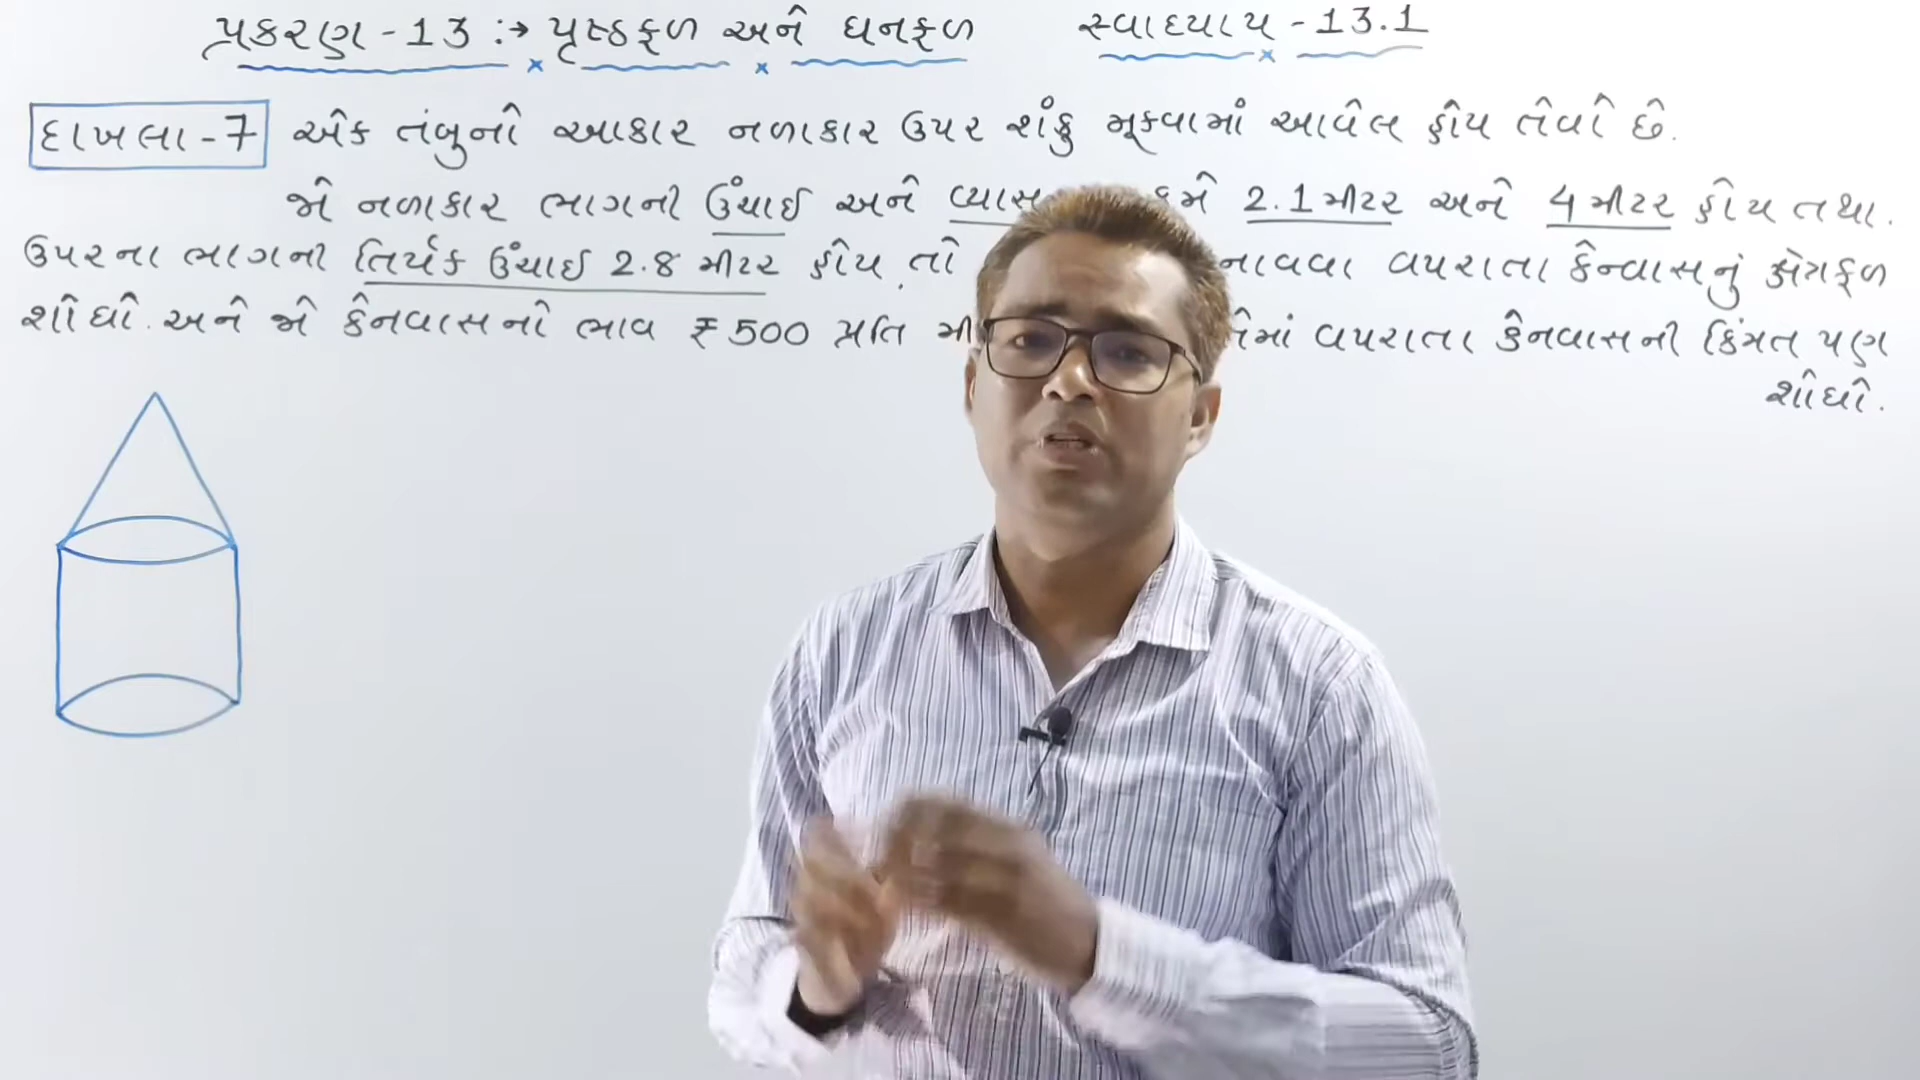 પ્રકરણ - 13 :→ પૃષ્ઠફળ અને ઘનફળ સ્વાધ્યાય - 13.1
દાખલા - 7 એક તંબુનો આકાર નળાકાર ઉપર શંકુ મૂકવામાં આવેલ હોય તેવો છે.
જો નળાકાર ભાગની ઉંચાઈ અને વ્યાસ 2.1 મીટર અને 4 મીટર હોય તથા.
ઉપરના ભાગની તિર્યક ઉંચાઈ 2.8 મીટર હોય, તો વપરાતા કેન્વાસનું ક્ષેત્રફળ
શોધો. અને જો કેનવાસનો ભાવ ₹ 500 પ્રતિ વપરાતા કેનવાસની કિંમત પણ
શોધો.